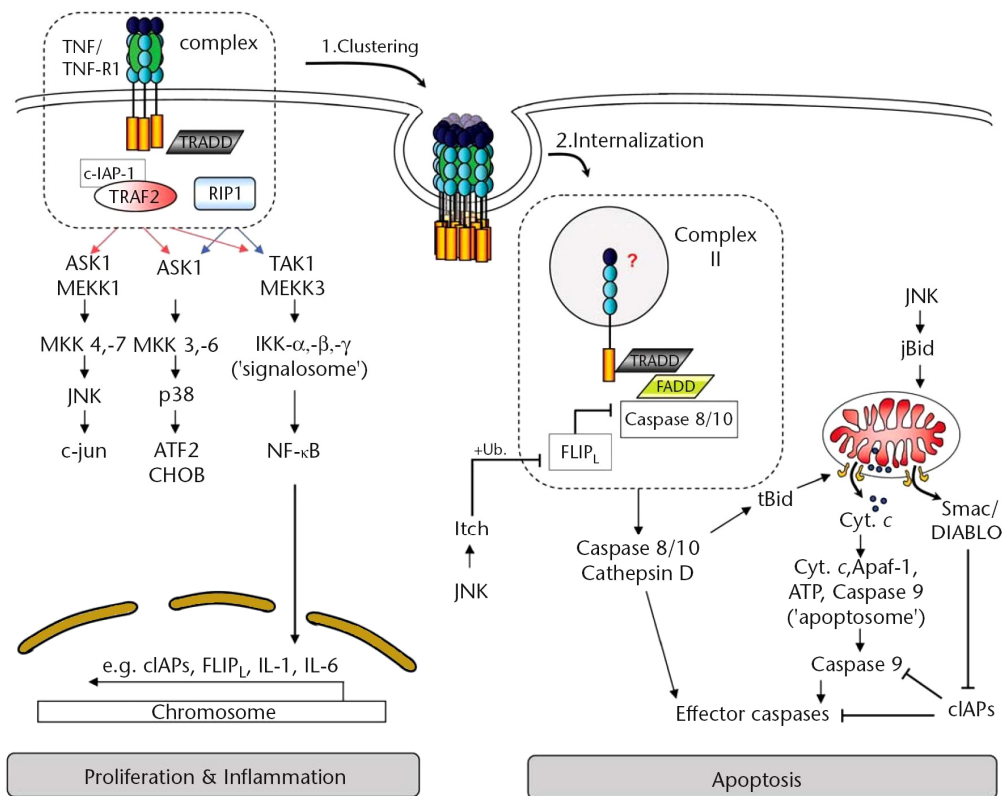 TNF/
TNF-R1
complex
1.Clustering
TRADD
c-IAP-1
TRAF2
RIP1
2.Internalization
ASK1
MEKK1
ASK1
TAK1
MEKK3
MKK 4,-7
MKK 3,-6
IKK-α,-β,-γ
('signalosome')
JNK
p38
c-jun
ATF2
CHOB
NF-κB
e.g. cIAPs, FLIPL, IL-1, IL-6
Chromosome
Proliferation & Inflammation
Complex
II
?
TRADD
FADD
Caspase 8/10
FLIPL
+Ub.
Itch
JNK
Caspase 8/10
Cathepsin D
tBid
JNK
jBid
Cyt. c
Smac/
DIABLO
Cyt. c,Apaf-1,
ATP, Caspase 9
('apoptosome')
Caspase 9
Effector caspases
cIAPs
Apoptosis